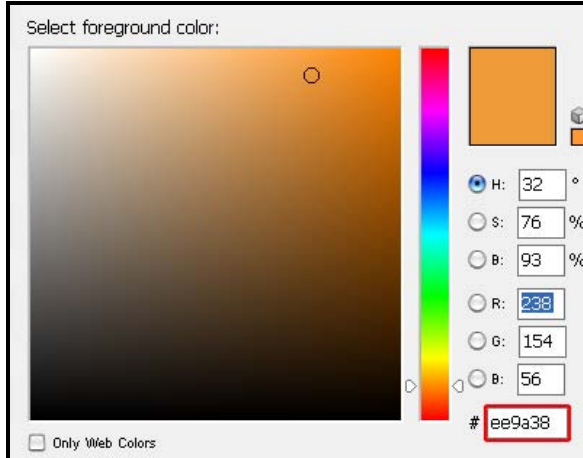 Select foreground color:
H: 32 °
S: 76 %
B: 93 %
R: 238
G: 154
B: 56
# ee9a38
Only Web Colors